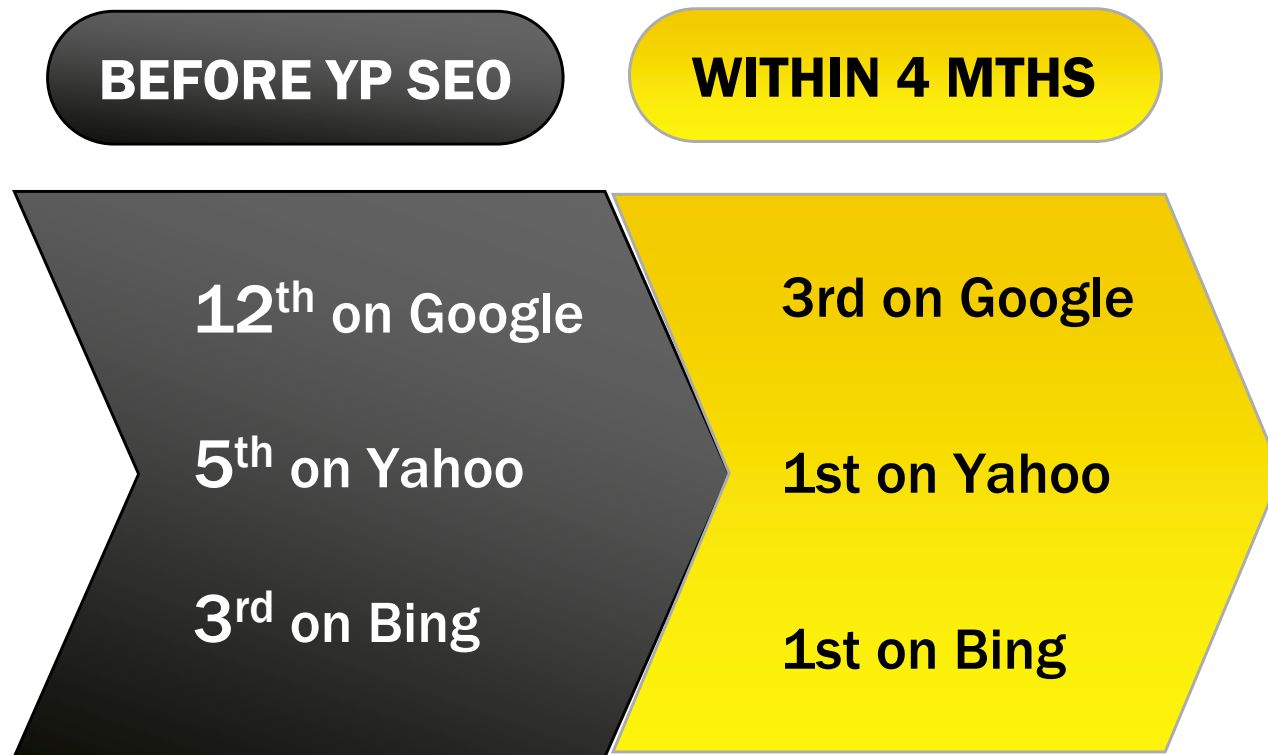 BEFORE YP SEO
WITHIN 4 MTHS
12th on Google
5th on Yahoo
3rd on Bing
3rd on Google
1st on Yahoo
1st on Bing